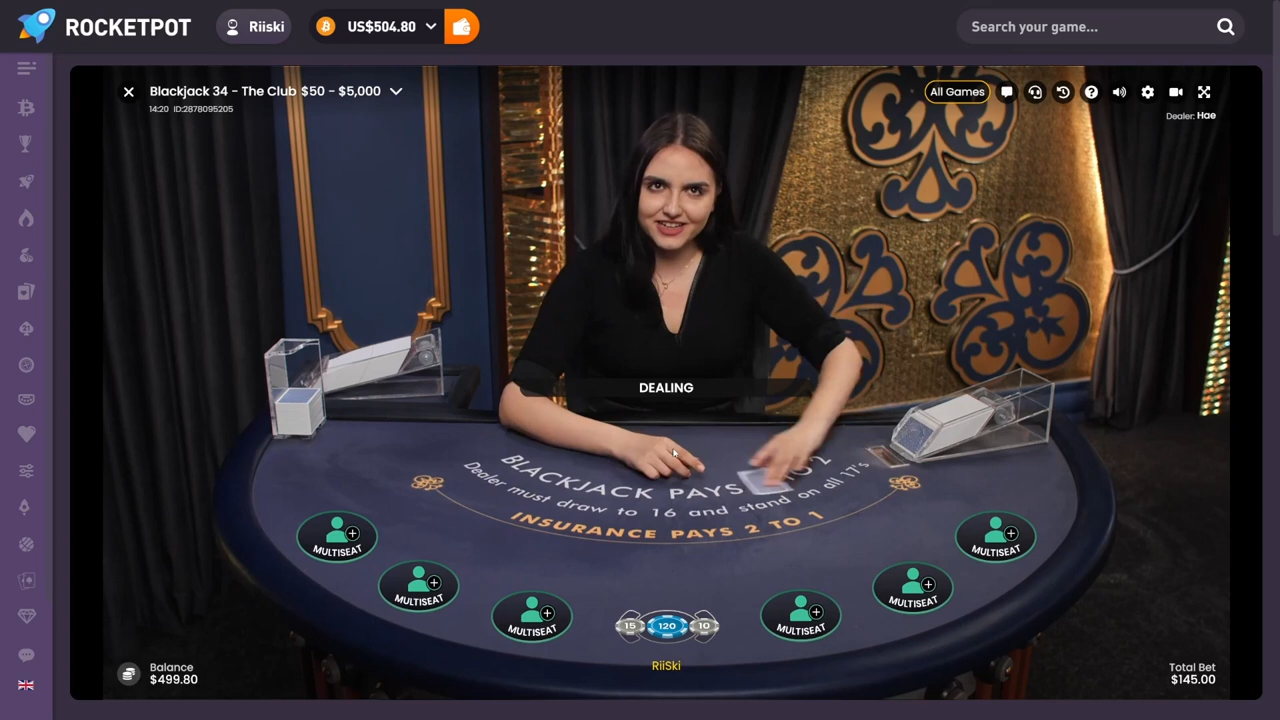 ROCKETPOT
Riiski
US$504.80
Search your game...
Blackjack 34 - The Club $50 - $5,000
14:20 ID:2878095205
All Games
Dealer: Hae
DEALING
BLACKJACK PAYS TO 2
Dealer must draw to 16 and stand on all 17's
INSURANCE PAYS 2 TO 1
MULTISEAT
MULTISEAT
MULTISEAT
15
120
10
MULTISEAT
MULTISEAT
MULTISEAT
RiiSki
Balance
$499.80
Total Bet
$145.00
21